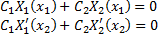 C₁X₁(x₁) + C₂X₂(x₁) = 0
C₁X₁′(x₂) + C₂X₂′(x₂) = 0